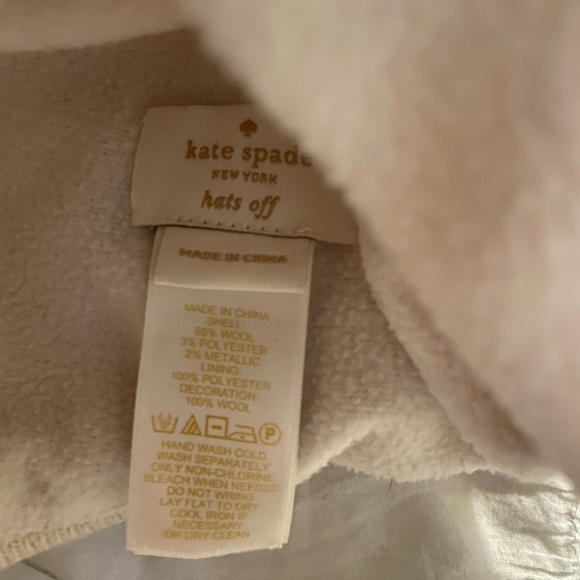 kate spade
NEW YORK
hats off
MADE IN CHINA
MADE IN CHINA
SHELL:
95% WOOL
3% POLYESTER
2% METALLIC
LINING:
100% POLYESTER
DECORATION:
100% WOOL
P
HAND WASH COLD
WASH SEPARATELY
ONLY NON-CHLORINE
BLEACH WHEN NEEDED
DO NOT WRING
LAY FLAT TO DRY
COOL IRON IF
NECESSARY
OR DRY CLEAN